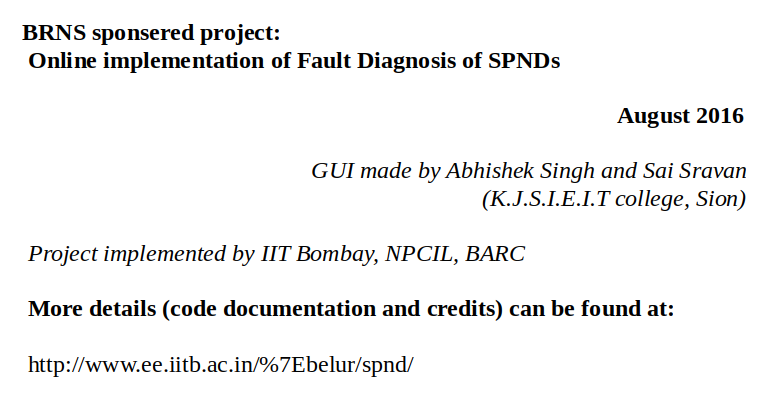 BRNS sponsered project:
Online implementation of Fault Diagnosis of SPNDs
August 2016
GUI made by Abhishek Singh and Sai Sravan
(K.J.S.I.E.I.T college, Sion)
Project implemented by IIT Bombay, NPCIL, BARC
More details (code documentation and credits) can be found at:
http://www.ee.iitb.ac.in/%7Ebelur/spnd/